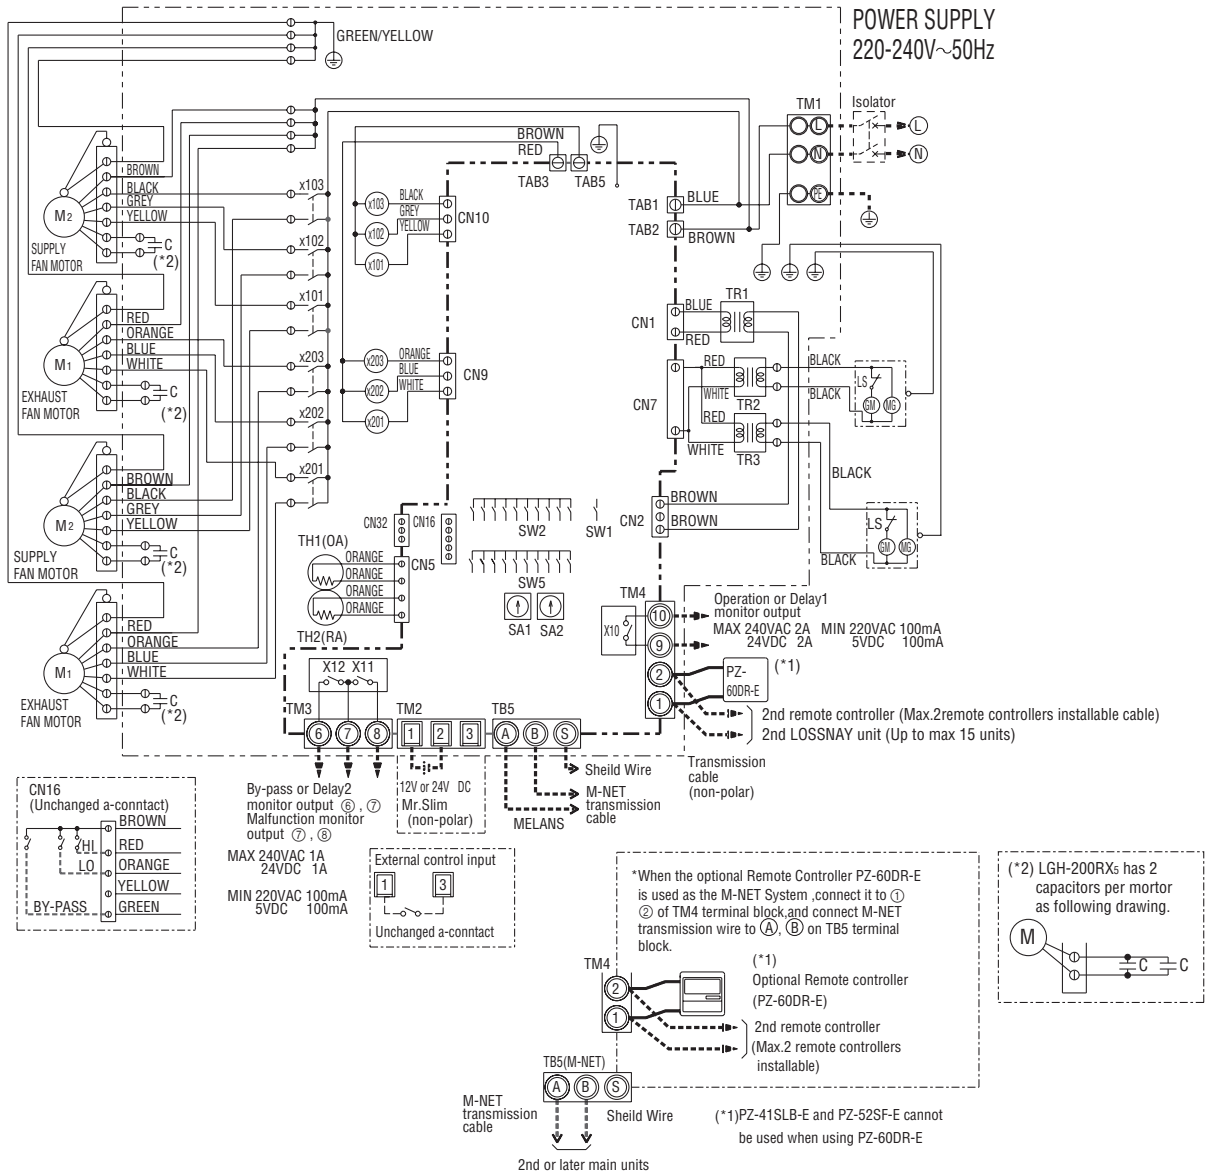 POWER SUPPLY
220-240V～50Hz
GREEN/YELLOW
TM1
Isolator
L
L
N
N
PE
BROWN
RED
TAB3
TAB5
TAB1
BLUE
TAB2
BROWN
BROWN
BLACK
GREY
YELLOW
M2
SUPPLY
FAN MOTOR
C
(*2)
x103
x102
x101
x203
x202
x201
x103
x102
x101
BLACK
GREY
YELLOW
CN10
RED
ORANGE
BLUE
WHITE
M1
EXHAUST
FAN MOTOR
C
(*2)
x203
x202
x201
ORANGE
BLUE
WHITE
CN9
CN1
BLUE
RED
TR1
CN7
RED
WHITE
TR2
RED
WHITE
TR3
BLACK
BLACK
LS
GM
MG
BLACK
BLACK
LS
GM
MG
BROWN
BLACK
GREY
YELLOW
M2
SUPPLY
FAN MOTOR
C
(*2)
RED
ORANGE
BLUE
WHITE
M1
EXHAUST
FAN MOTOR
C
(*2)
CN2
BROWN
BROWN
CN32
CN16
CN5
SW2
SW1
SW5
SA1
SA2
TH1(OA)
ORANGE
ORANGE
ORANGE
ORANGE
TH2(RA)
TM4
X10
10
9
2
1
Operation or Delay1
monitor output
MAX 240VAC 2A MIN 220VAC 100mA
24VDC 2A 5VDC 100mA
PZ-
60DR-E
(*1)
2nd remote controller (Max.2remote controllers installable cable)
2nd LOSSNAY unit (Up to max 15 units)
Transmission
cable
(non-polar)
X12 X11
TM3
6
7
8
TM2
1
2
3
TB5
A
B
S
Sheild Wire
M-NET
transmission
cable
MELANS
By-pass or Delay2
monitor output ⑥ , ⑦
Malfunction monitor
output ⑦ , ⑧
MAX 240VAC 1A
24VDC 1A
MIN 220VAC 100mA
5VDC 100mA
12V or 24V DC
Mr.Slim
(non-polar)
External control input
1
3
Unchanged a-conntact
CN16
(Unchanged a-conntact)
BROWN
HI
RED
LO
ORANGE
YELLOW
BY-PASS
GREEN
*When the optional Remote Controller PZ-60DR-E
is used as the M-NET System ,connect it to ①
② of TM4 terminal block,and connect M-NET
transmission wire to Ⓐ, Ⓑ on TB5 terminal
block.
(*1)
Optional Remote controller
(PZ-60DR-E)
TM4
2
1
2nd remote controller
(Max.2 remote controllers
installable)
TB5(M-NET)
A
B
S
M-NET
transmission
cable
Sheild Wire
2nd or later main units
(*1)PZ-41SLB-E and PZ-52SF-E cannot
be used when using PZ-60DR-E
(*2) LGH-200RX5 has 2
capacitors per mortor
as following drawing.
M
C
C